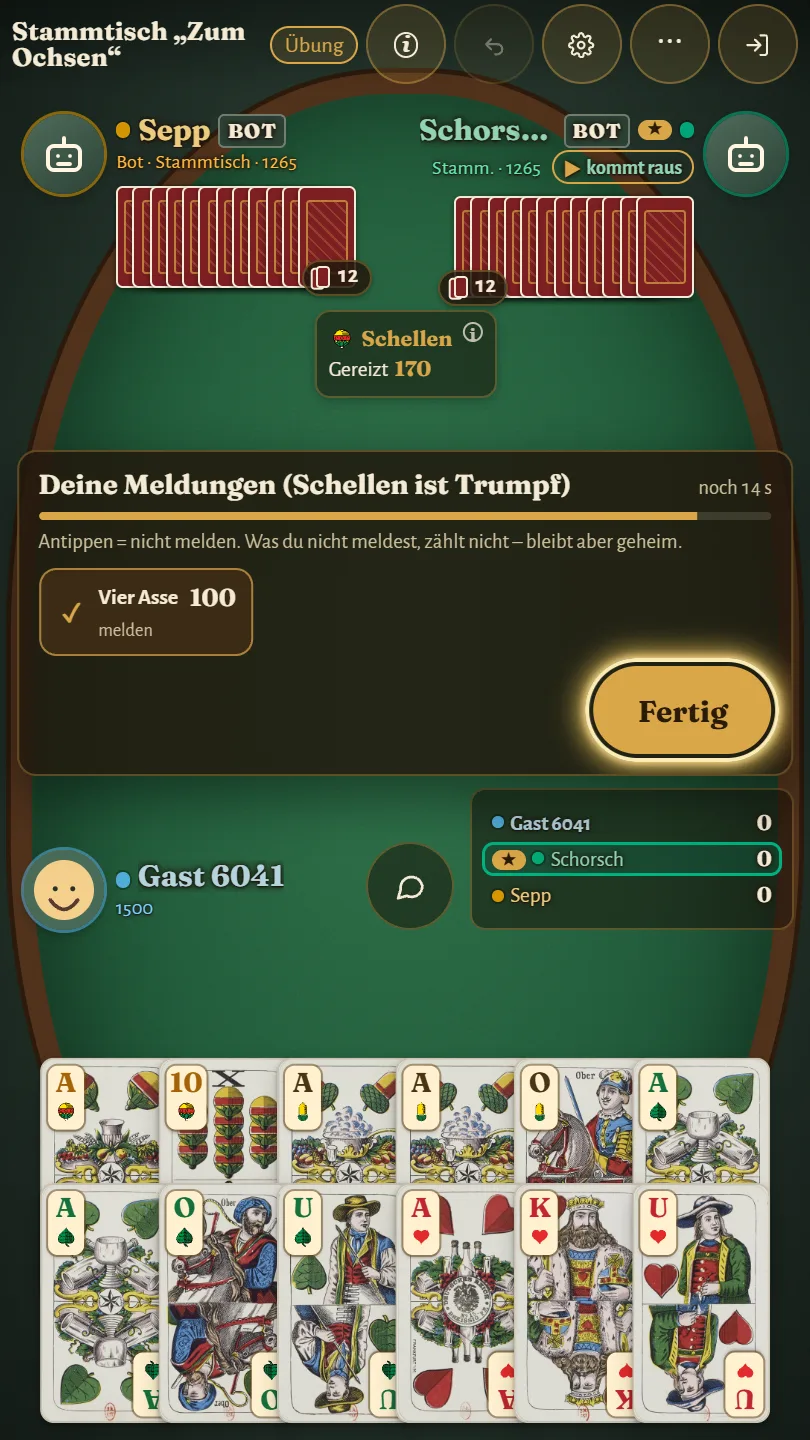 Stammtisch „Zum Ochsen“
Übung
Sepp BOT
Bot · Stammtisch · 1265
12
Schors... BOT
Stamm. · 1265 kommt raus
12
Schellen
Gereizt 170
Deine Meldungen (Schellen ist Trumpf)
noch 14 s
Antippen = nicht melden. Was du nicht meldest, zählt nicht – bleibt aber geheim.
Vier Asse 100
melden
Fertig
Gast 6041
1500
Gast 6041 0
Schorsch 0
Sepp 0
A 10 X A A O Ober A
A O Ober U A K U
A O U A K U